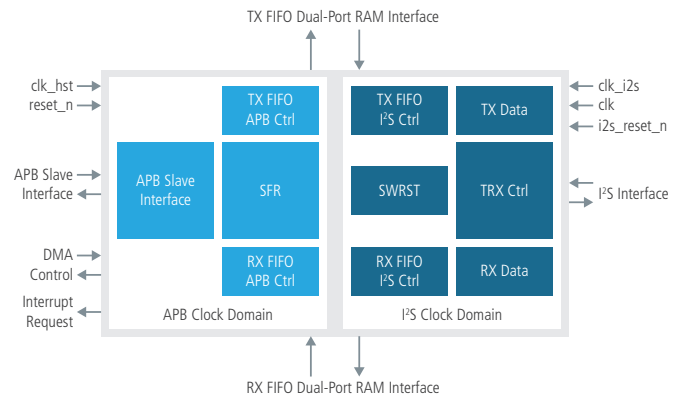 TX FIFO Dual-Port RAM Interface
clk_hst
reset_n
APB Slave
Interface
DMA
Control
Interrupt
Request
TX FIFO
APB Ctrl
APB Slave
Interface
SFR
RX FIFO
APB Ctrl
APB Clock Domain
TX FIFO
I²S Ctrl
TX Data
SWRST
TRX Ctrl
RX FIFO
I²S Ctrl
RX Data
I²S Clock Domain
clk_i2s
clk
i2s_reset_n
I²S Interface
RX FIFO Dual-Port RAM Interface